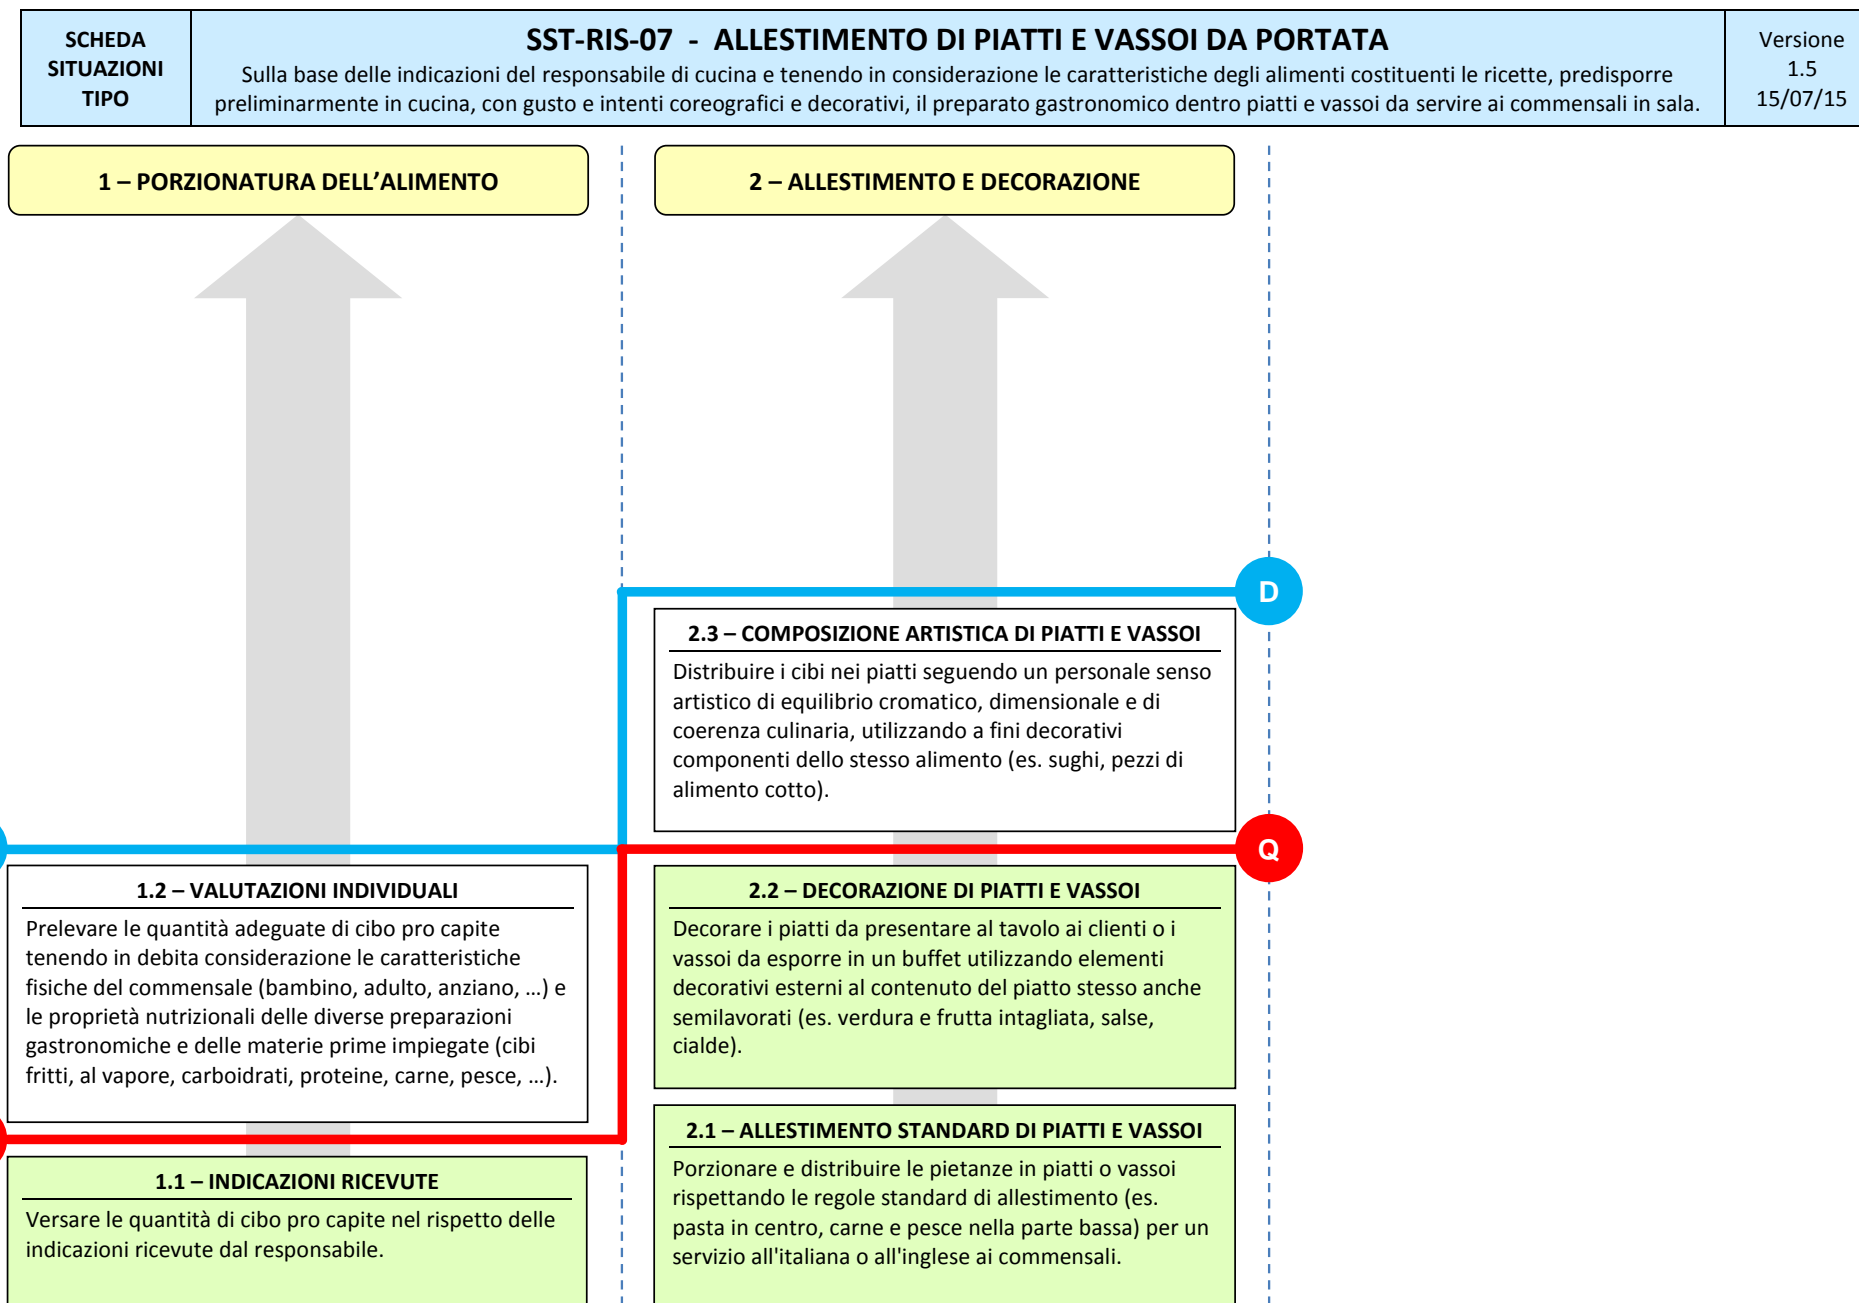 SCHEDA
SITUAZIONI
TIPO
SST-RIS-07 - ALLESTIMENTO DI PIATTI E VASSOI DA PORTATA
Sulla base delle indicazioni del responsabile di cucina e tenendo in considerazione le caratteristiche degli alimenti costituenti le ricette, predisporre
preliminarmente in cucina, con gusto e intenti coreografici e decorativi, il preparato gastronomico dentro piatti e vassoi da servire ai commensali in sala.
Versione
1.5
15/07/15
1 – PORZIONATURA DELL'ALIMENTO
2 – ALLESTIMENTO E DECORAZIONE
D
2.3 – COMPOSIZIONE ARTISTICA DI PIATTI E VASSOI
Distribuire i cibi nei piatti seguendo un personale senso
artistico di equilibrio cromatico, dimensionale e di
coerenza culinaria, utilizzando a fini decorativi
componenti dello stesso alimento (es. sughi, pezzi di
alimento cotto).
Q
1.2 – VALUTAZIONI INDIVIDUALI
Prelevare le quantità adeguate di cibo pro capite
tenendo in debita considerazione le caratteristiche
fisiche del commensale (bambino, adulto, anziano, …) e
le proprietà nutrizionali delle diverse preparazioni
gastronomiche e delle materie prime impiegate (cibi
fritti, al vapore, carboidrati, proteine, carne, pesce, …).
2.2 – DECORAZIONE DI PIATTI E VASSOI
Decorare i piatti da presentare al tavolo ai clienti o i
vassoi da esporre in un buffet utilizzando elementi
decorativi esterni al contenuto del piatto stesso anche
semilavorati (es. verdura e frutta intagliata, salse,
cialde).
1.1 – INDICAZIONI RICEVUTE
Versare le quantità di cibo pro capite nel rispetto delle
indicazioni ricevute dal responsabile.
2.1 – ALLESTIMENTO STANDARD DI PIATTI E VASSOI
Porzionare e distribuire le pietanze in piatti o vassoi
rispettando le regole standard di allestimento (es.
pasta in centro, carne e pesce nella parte bassa) per un
servizio all'italiana o all'inglese ai commensali.